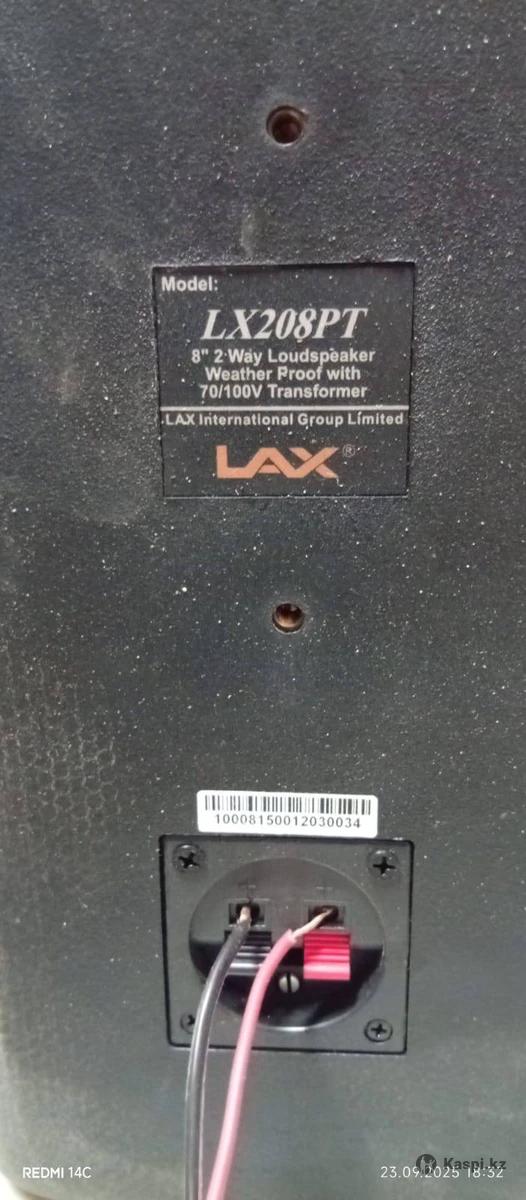 Model:
LX208PT
8" 2 Way Loudspeaker
Weather Proof with
70/100V Transformer
LAX International Group Limited
LAX®
10008150012030034
Kaspi.kz
REDMI 14C
23.09.2025 18:32